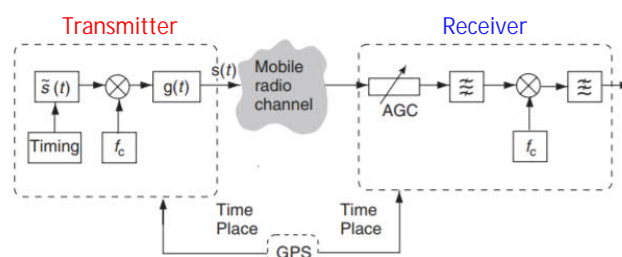 Transmitter
Receiver
s̃(t)
g(t)
s(t)
Mobile
radio
channel
AGC
Timing
f_c
f_c
Time
Place
Time
Place
GPS